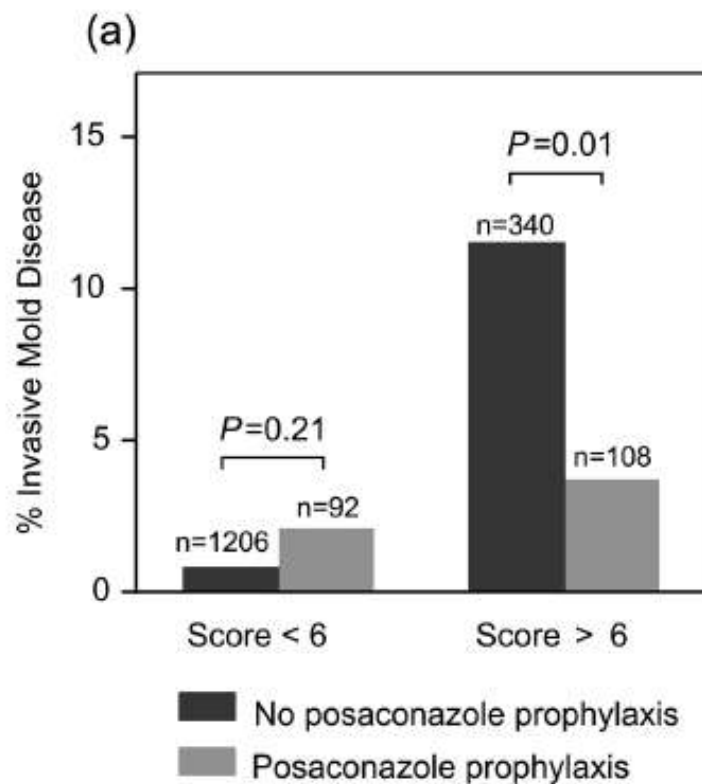 (a)
% Invasive Mold Disease
15
10
5
0
P=0.21
n=1206
n=92
P=0.01
n=340
n=108
Score < 6
Score > 6
No posaconazole prophylaxis
Posaconazole prophylaxis